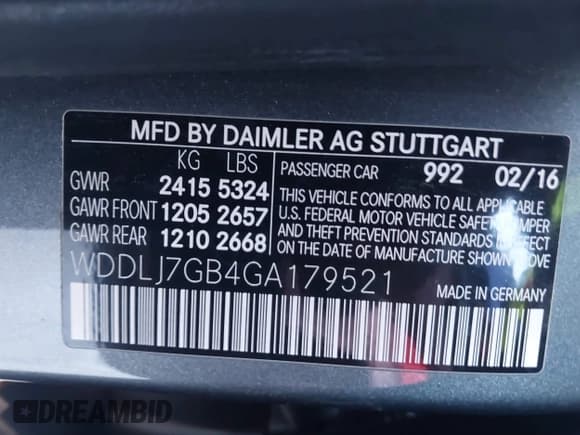 MFD BY DAIMLER AG STUTTGART
KG LBS
GVWR 2415 5324
GAWR FRONT 1205 2657
GAWR REAR 1210 2668
PASSENGER CAR 992 02/16
THIS VEHICLE CONFORMS TO ALL APPLICABLE
U.S. FEDERAL MOTOR VEHICLE SAFETY, BUMPER
AND THEFT PREVENTION STANDARDS IN EFFECT
ON THE DATE OF MANUFACTURE SHOWN ABOVE.
WDDLJ7GB4GA179521
MADE IN GERMANY
DREAMBID